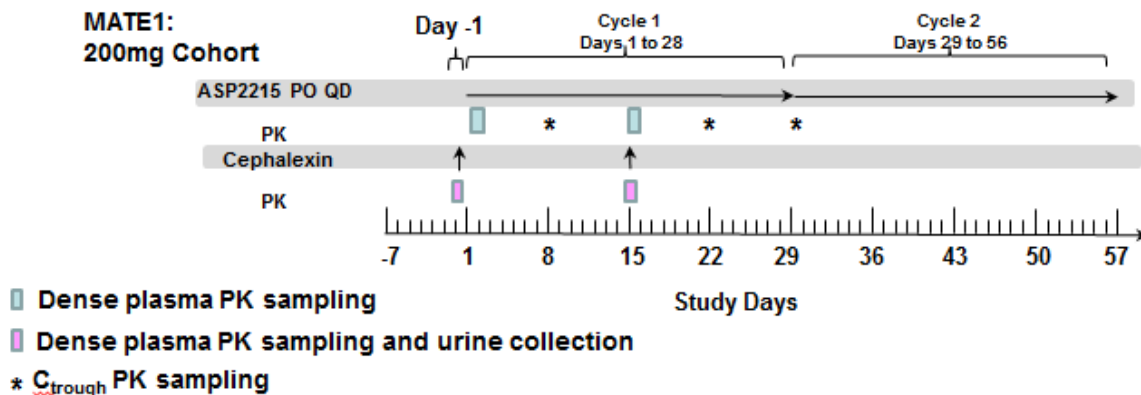 MATE1:
200mg Cohort
Day -1
Cycle 1
Days 1 to 28
Cycle 2
Days 29 to 56
ASP2215 PO QD
PK
* * *
Cephalexin
PK
-7 1 8 15 22 29 36 43 50 57
Study Days
Dense plasma PK sampling
Dense plasma PK sampling and urine collection
* Ctrough PK sampling